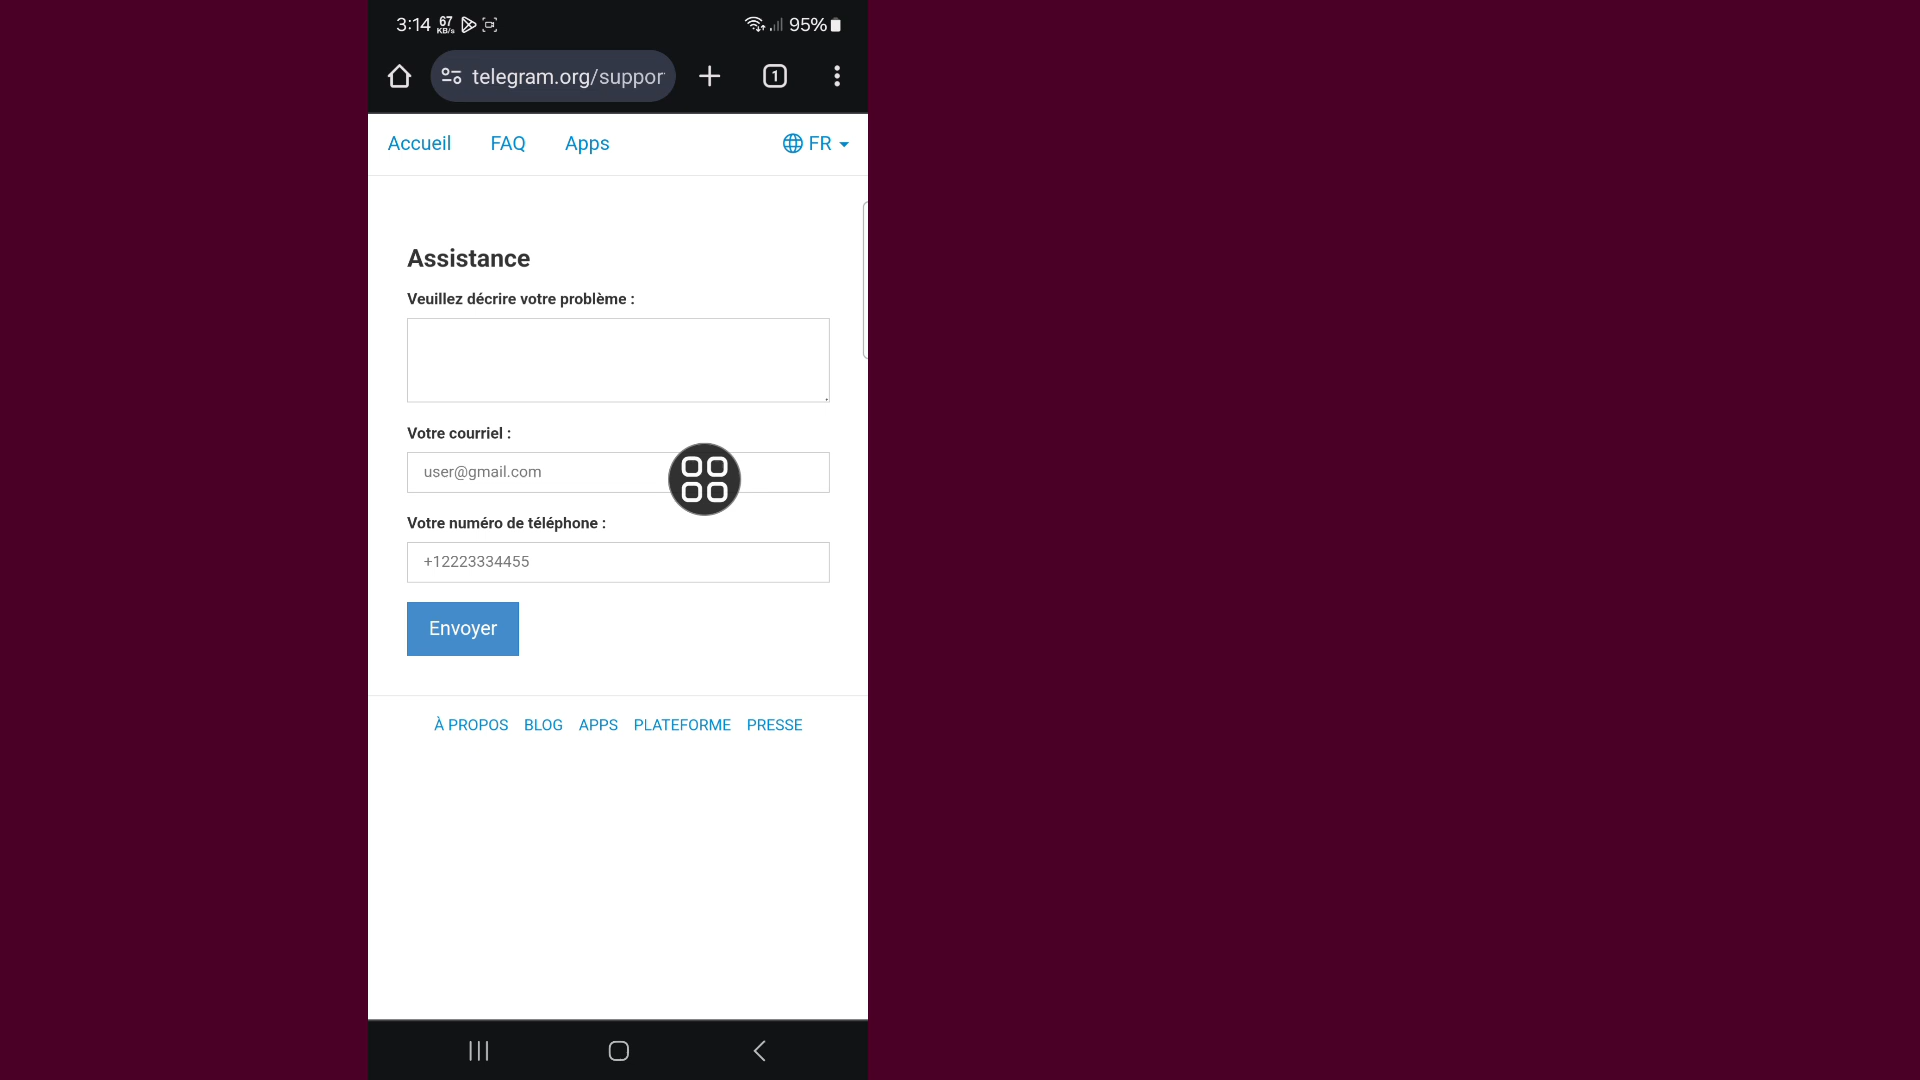 3:14 67 KB/s 95%
telegram.org/suppor
1
Accueil FAQ Apps FR
Assistance
Veuillez décrire votre problème :
Votre courriel :
user@gmail.com
Votre numéro de téléphone :
+12223334455
Envoyer
À PROPOS BLOG APPS PLATEFORME PRESSE